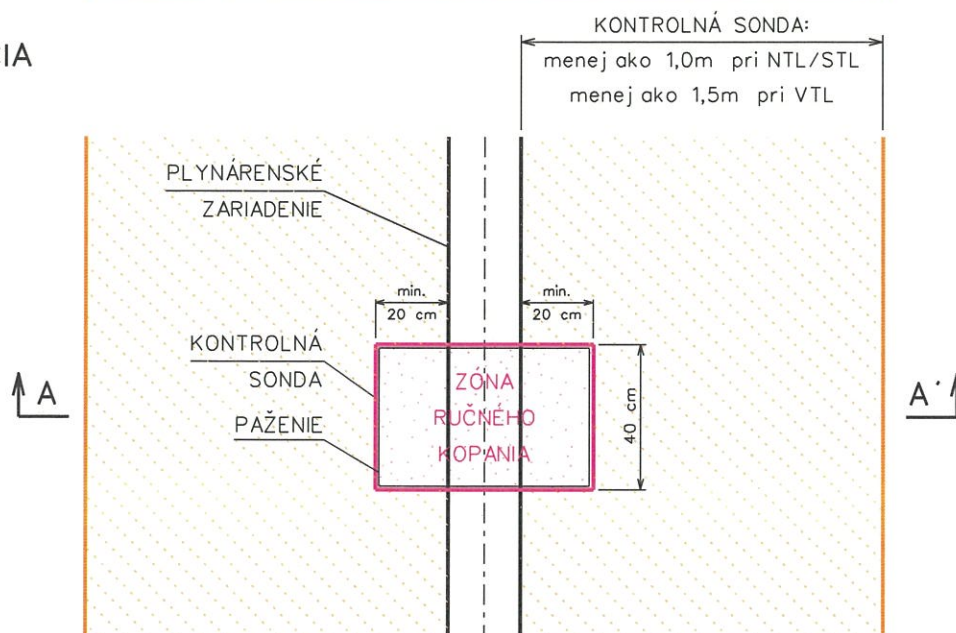 KONTROLNÁ SONDA:
menej ako 1,0m pri NTL/STL
menej ako 1,5m pri VTL
PLYNÁRENSKÉ
ZARIADENIE
min.
20 cm
min.
20 cm
KONTROLNÁ
SONDA
PAŽENIE
ZÓNA
RUČNÉHO
KOPANIA
40 cm
A
A'